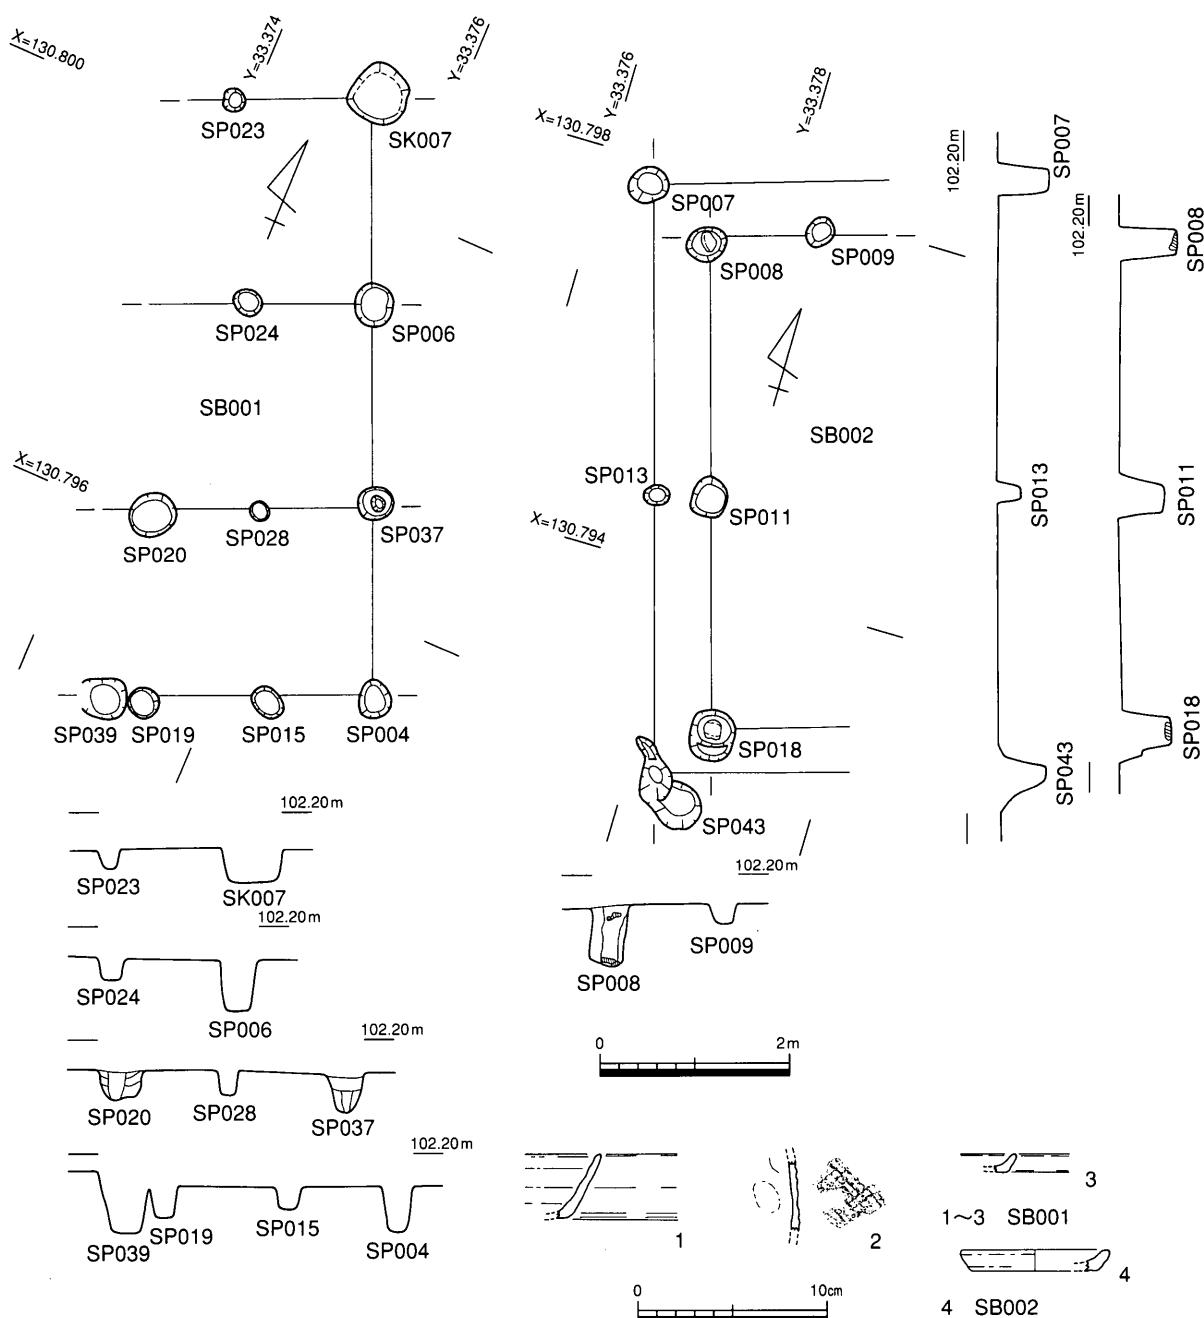 X=130.800
Y=33.374
Y=33.376
SP023
SK007
SP024
SP006
SB001
X=130.796
SP020
SP028
SP037
SP039
SP019
SP015
SP004
102.20m
SP023
SK007
102.20m
SP024
SP006
102.20m
SP020
SP028
SP037
102.20m
SP039
SP019
SP015
SP004
Y=33.376
Y=33.378
X=130.798
SP007
SP008
SP009
SB002
SP013
SP011
X=130.794
SP018
SP043
102.20m
SP007
SP013
SP043
102.20m
SP008
SP011
SP018
102.20m
SP009
SP008
0 2m
1
2
3
1~3 SB001
4
4 SB002
0 10cm